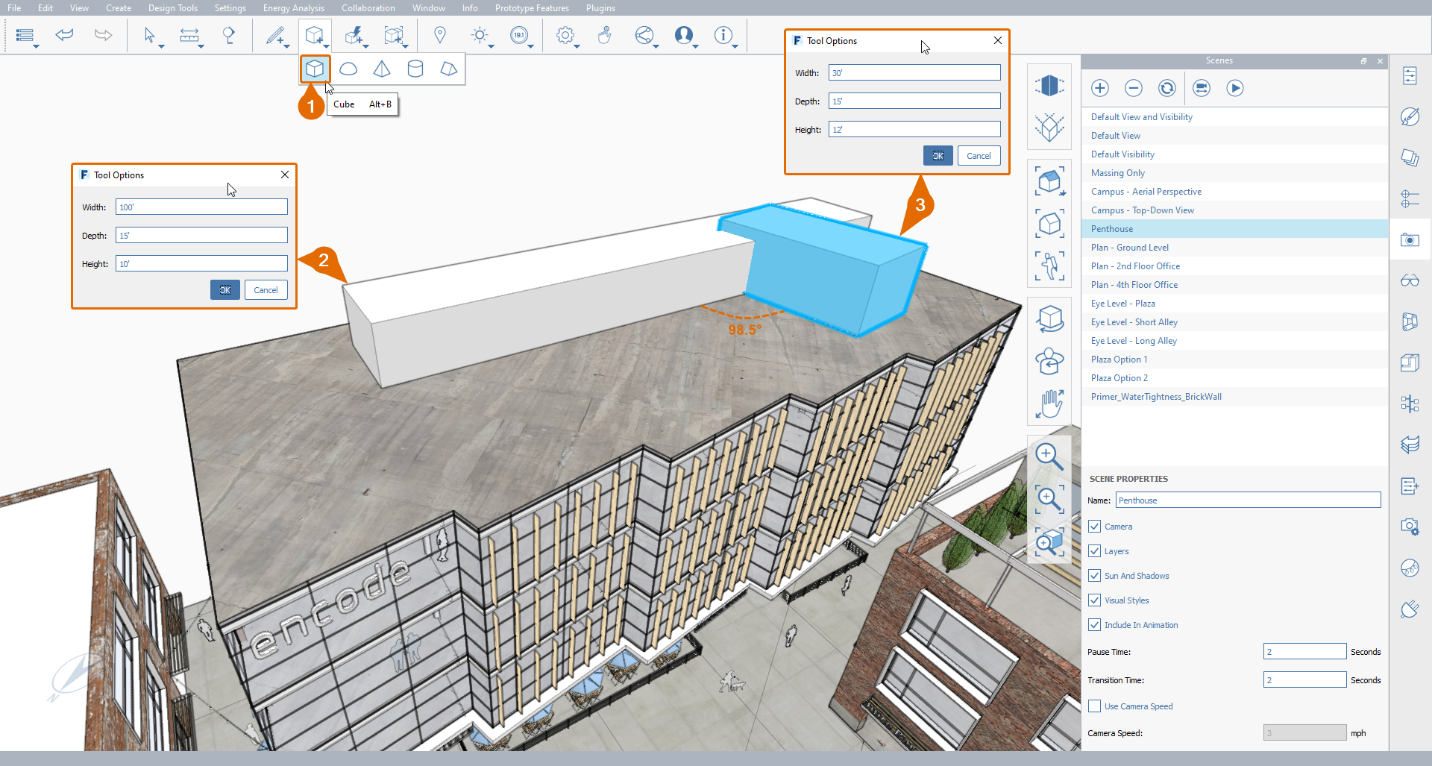 File Edit View Create Design Tools Settings Energy Analysis Collaboration Window Info Prototype Features Plugins
19.1
Cube Alt+B
1
F Tool Options
Width: 100'
Depth: 15'
Height: 10'
OK Cancel
2
F Tool Options
Width: 30'
Depth: 15'
Height: 12'
OK Cancel
3
98.5°
encode
N
Scenes
Default View and Visibility
Default View
Default Visibility
Massing Only
Campus - Aerial Perspective
Campus - Top-Down View
Penthouse
Plan - Ground Level
Plan - 2nd Floor Office
Plan - 4th Floor Office
Eye Level - Plaza
Eye Level - Short Alley
Eye Level - Long Alley
Plaza Option 1
Plaza Option 2
Primer_WaterTightness_BrickWall
SCENE PROPERTIES
Name: Penthouse
Camera
Layers
Sun And Shadows
Visual Styles
Include In Animation
Pause Time: 2 Seconds
Transition Time: 2 Seconds
Use Camera Speed
Camera Speed: 3 mph